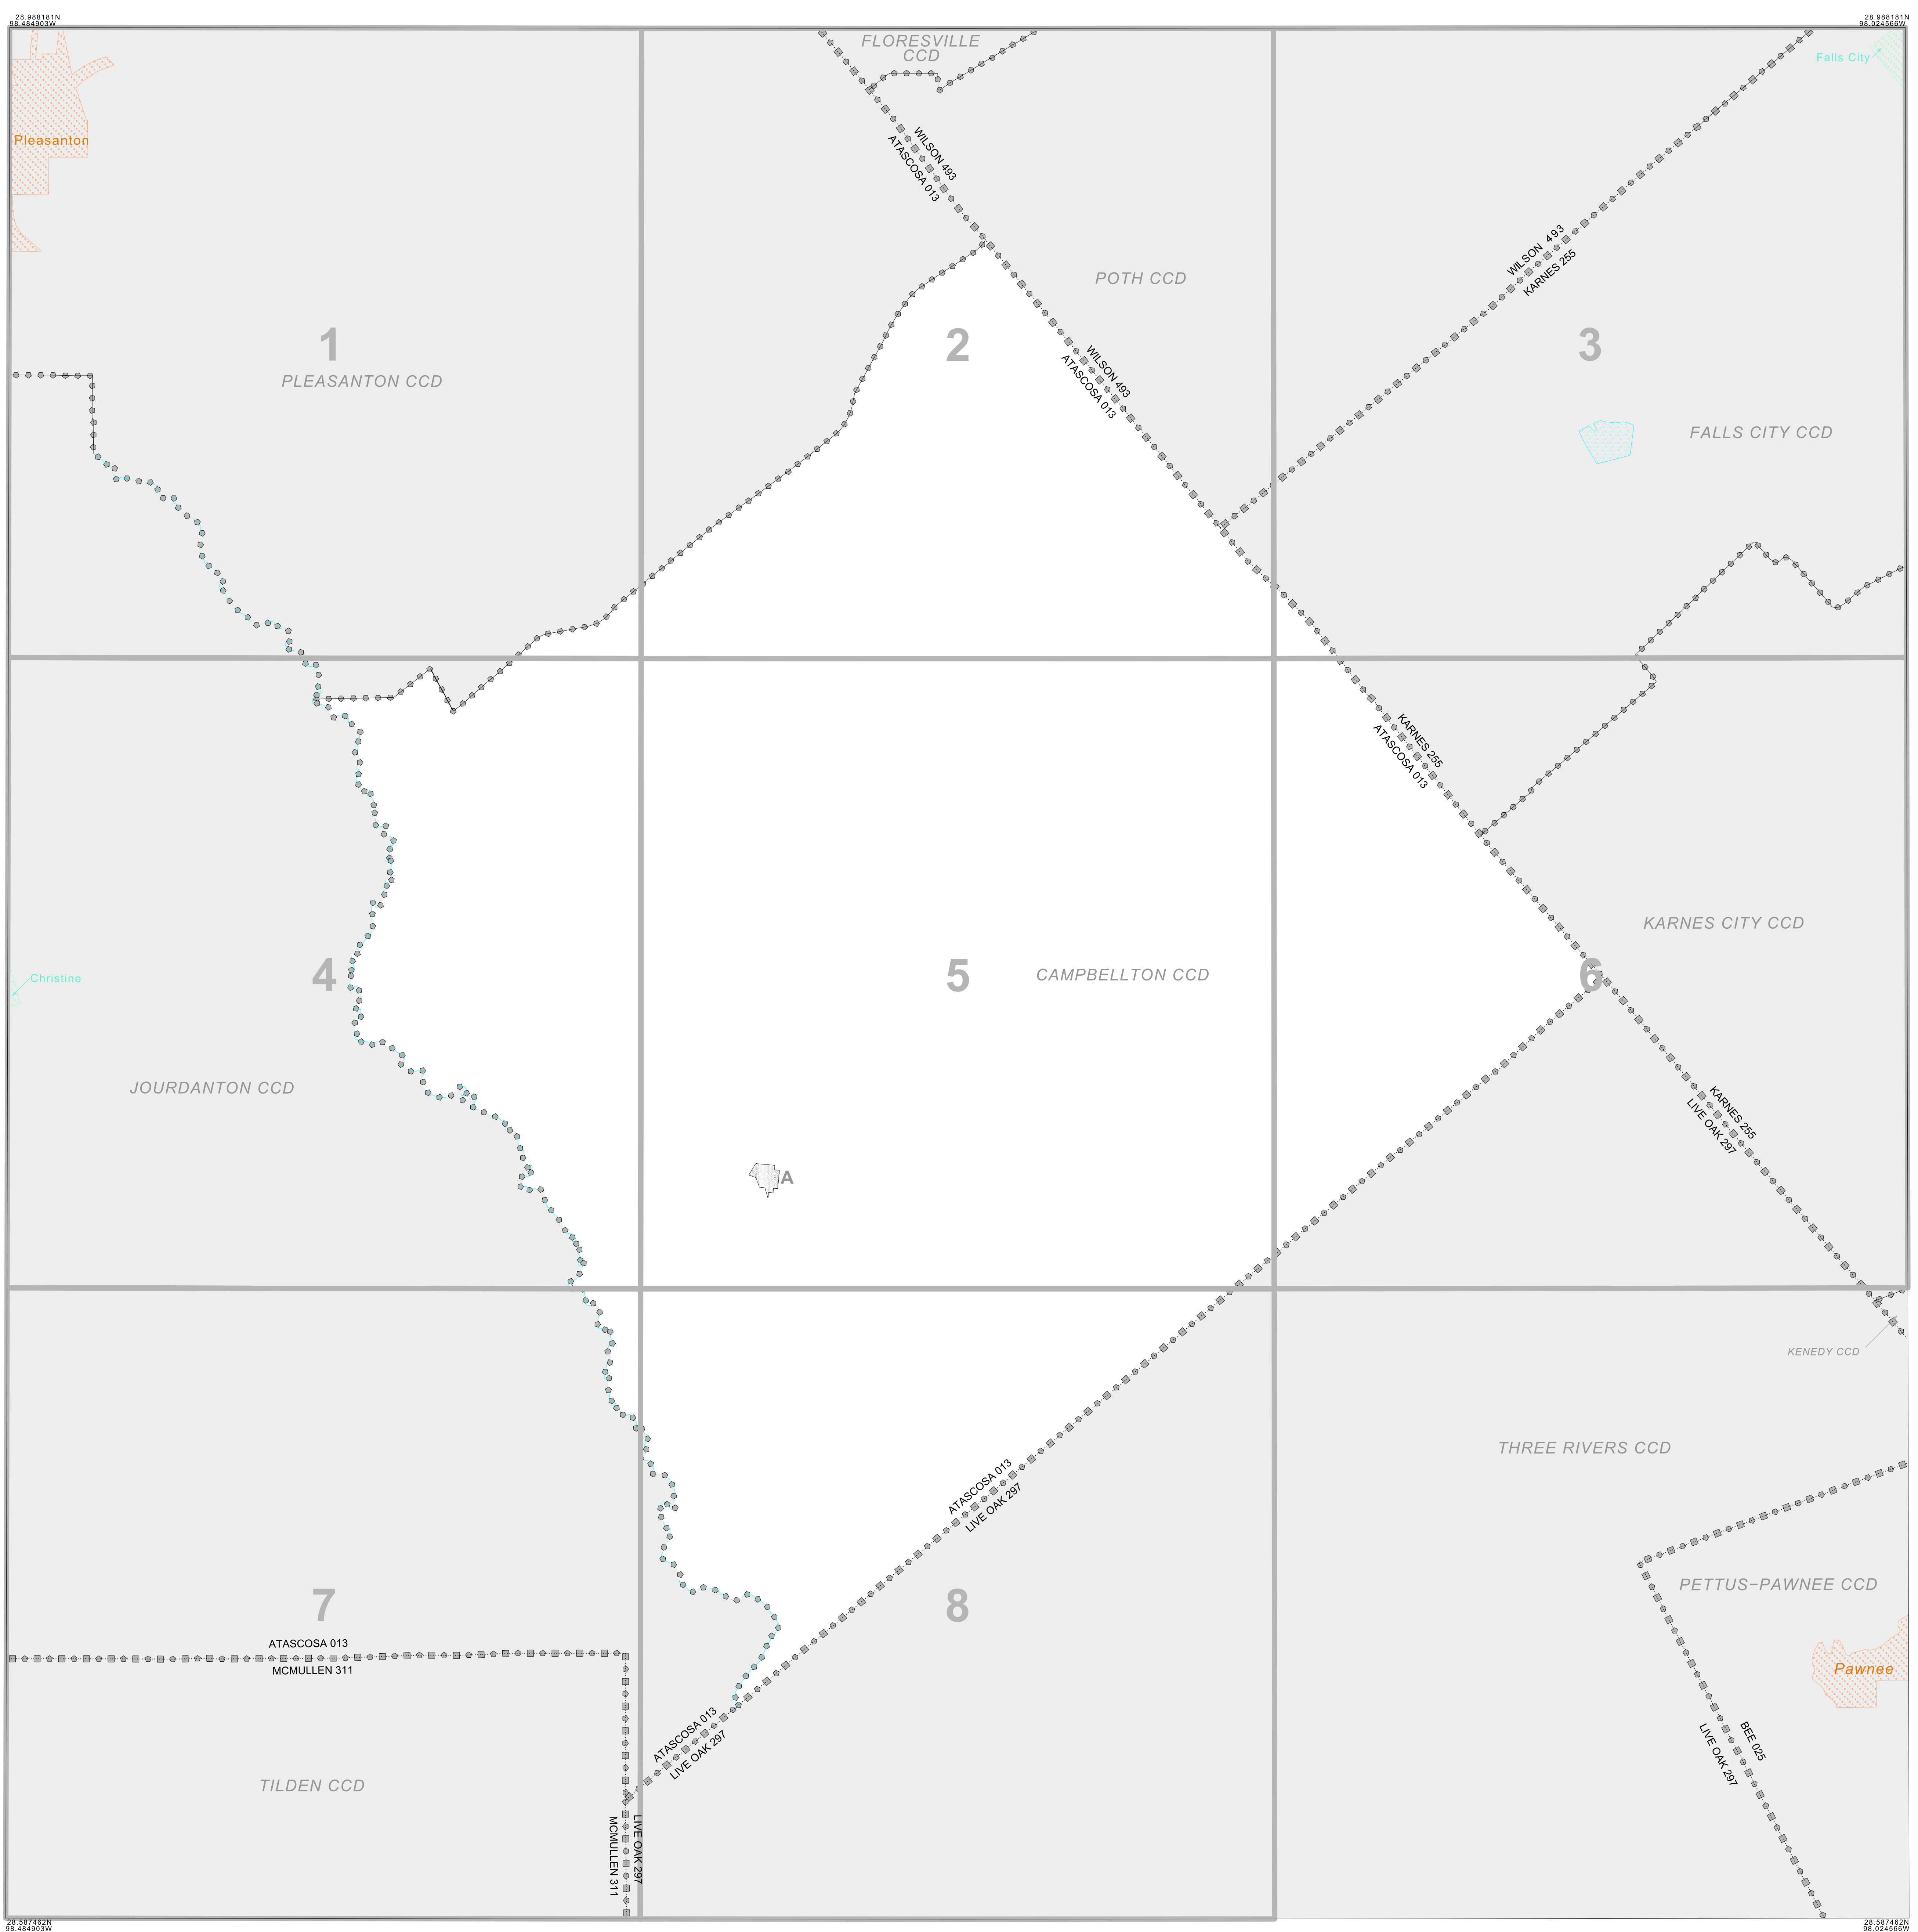 28.988181N
98.484903W
28.988181N
98.024566W
FLORESVILLE
CCD
Falls City
Pleasanton
WILSON 493
ATASCOSA 013
WILSON 493
KARNES 255
POTH CCD
1
2
3
PLEASANTON CCD
WILSON 493
ATASCOSA 013
FALLS CITY CCD
KARNES 255
ATASCOSA 013
KARNES CITY CCD
4
5
6
Christine
CAMPBELLTON CCD
JOURDANTON CCD
KARNES 255
LIVE OAK 297
A
KENEDY CCD
THREE RIVERS CCD
ATASCOSA 013
LIVE OAK 297
PETTUS-PAWNEE CCD
7
8
ATASCOSA 013
MCMULLEN 311
Pawnee
ATASCOSA 013
LIVE OAK 297
BEE 025
LIVE OAK 297
TILDEN CCD
LIVE OAK 297
MCMULLEN 311
28.587462N
98.484903W
28.587462N
98.024566W